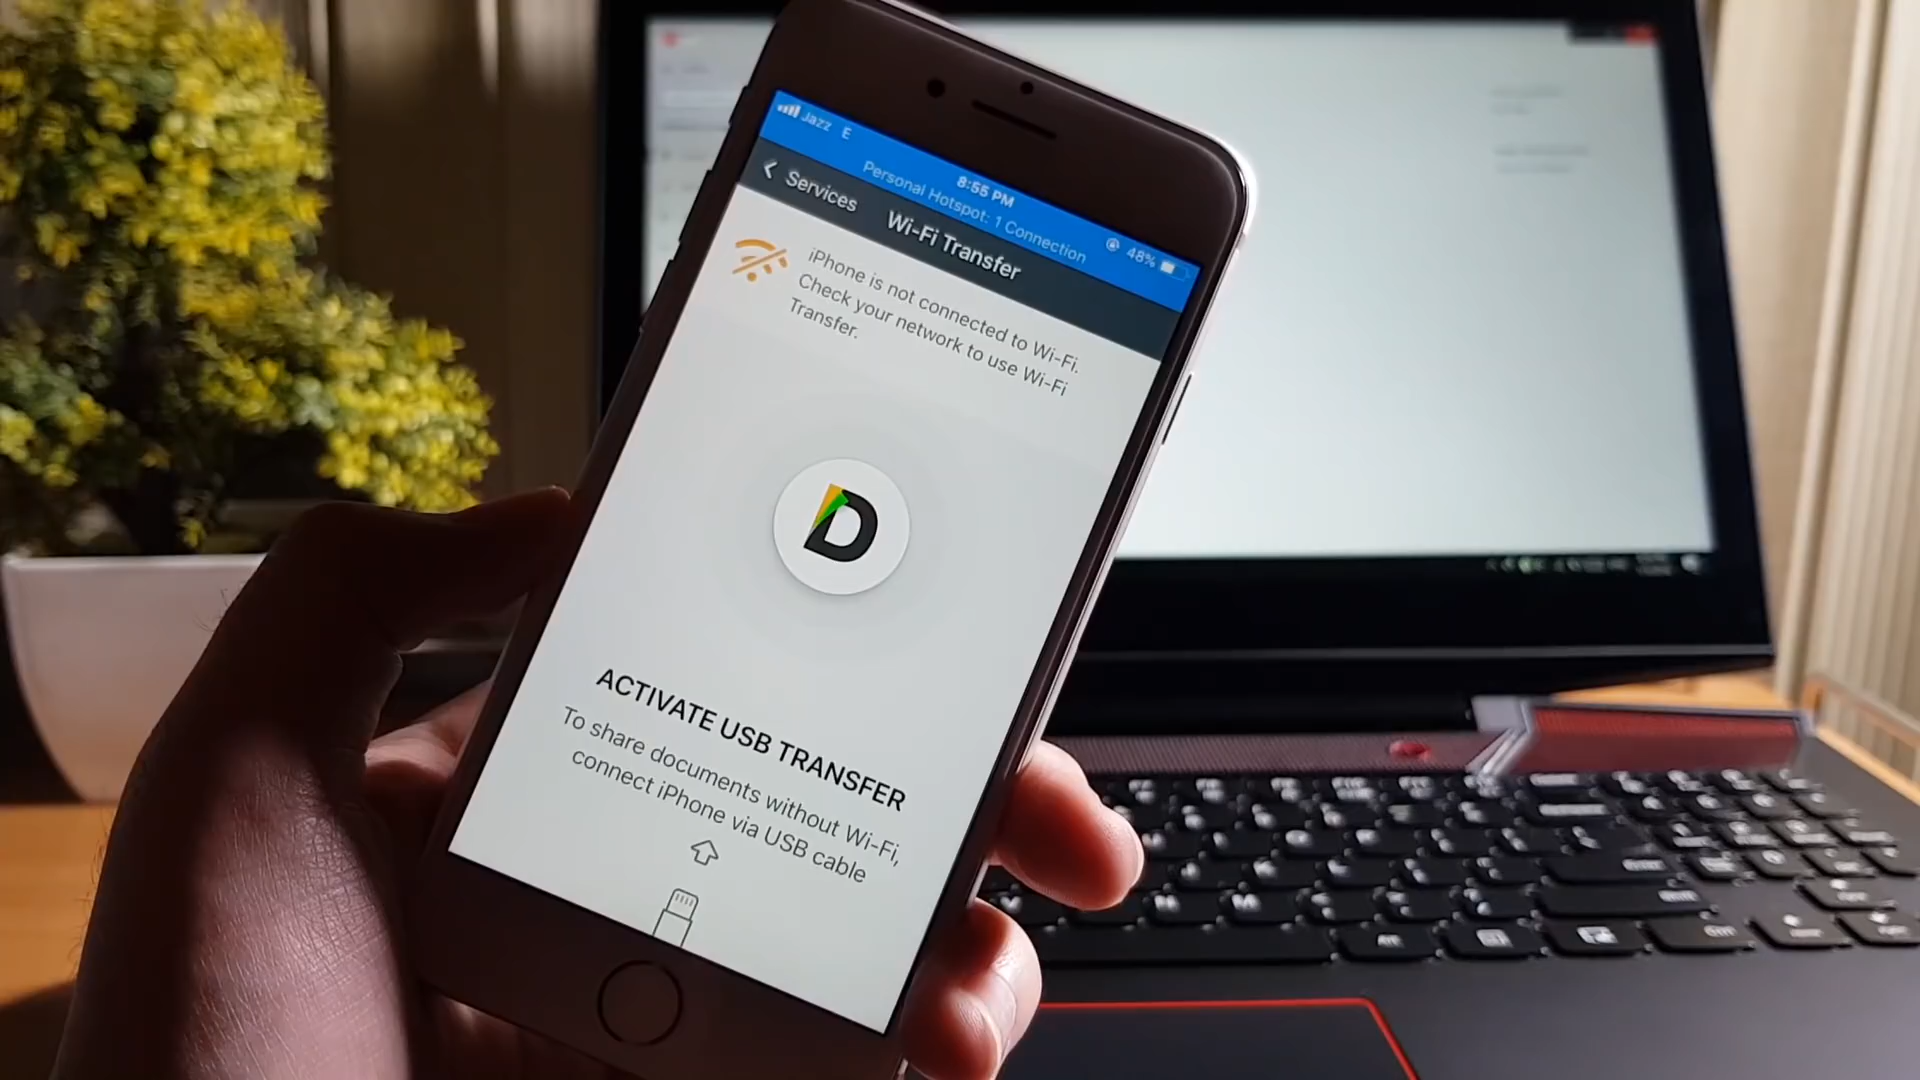 Jazz E
8:55 PM
48%
Personal Hotspot: 1 Connection
Services
Wi-Fi Transfer
iPhone is not connected to Wi-Fi.
Check your network to use Wi-Fi
Transfer.
D
ACTIVATE USB TRANSFER
To share documents without Wi-Fi,
connect iPhone via USB cable